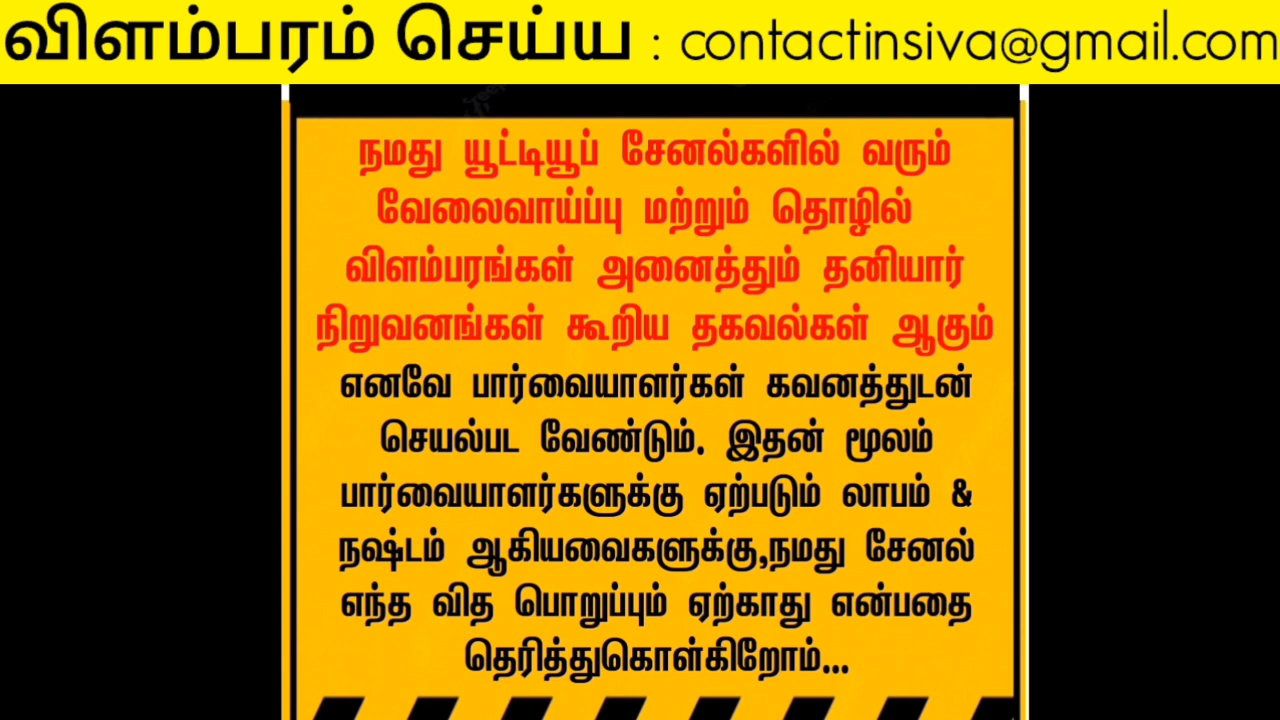 விளம்பரம் செய்ய : contactinsiva@gmail.com
நமது யூட்டியூப் சேனல்களில் வரும்
வேலைவாய்ப்பு மற்றும் தொழில்
விளம்பரங்கள் அனைத்தும் தனியார்
நிறுவனங்கள் கூறிய தகவல்கள் ஆகும்
எனவே பார்வையாளர்கள் கவனத்துடன்
செயல்பட வேண்டும். இதன் மூலம்
பார்வையாளர்களுக்கு ஏற்படும் லாபம் &
நஷ்டம் ஆகியவைகளுக்கு,நமது சேனல்
எந்த வித பொறுப்பும் ஏற்காது என்பதை
தெரித்துகொள்கிறோம்...